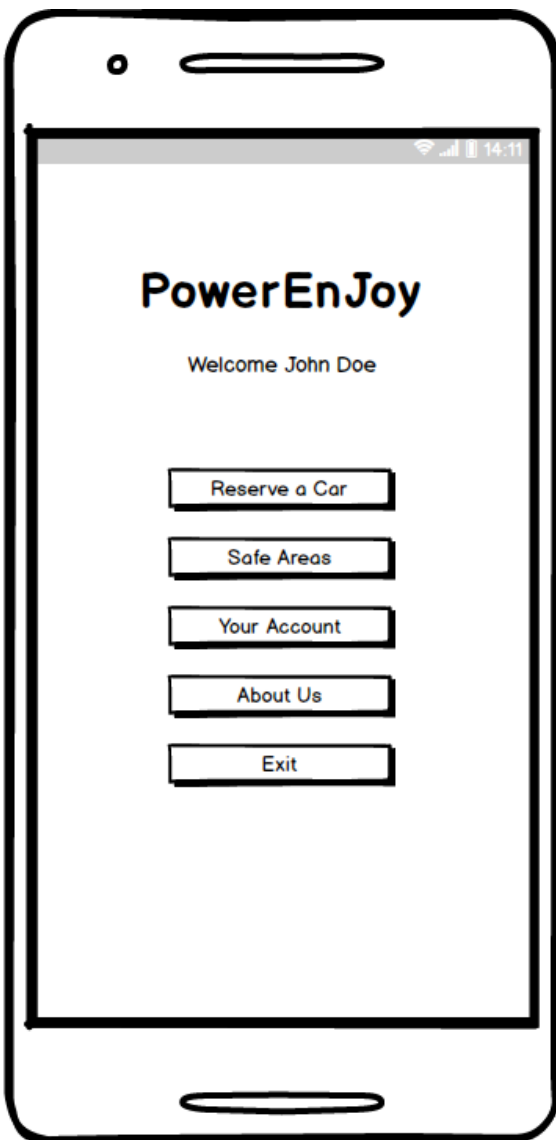 14:11
PowerEnJoy
Welcome John Doe
Reserve a Car
Safe Areas
Your Account
About Us
Exit